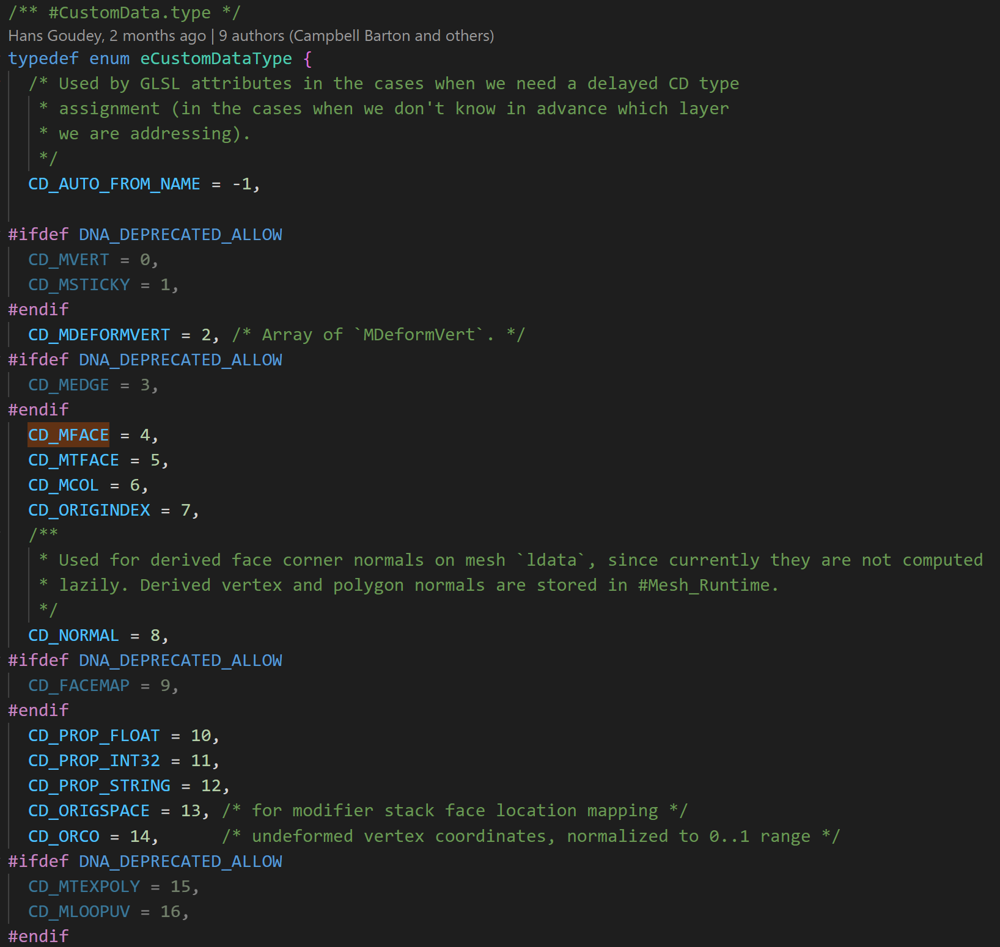 /** #CustomData.type */
Hans Goudey, 2 months ago | 9 authors (Campbell Barton and others)
typedef enum eCustomDataType {
  /* Used by GLSL attributes in the cases when we need a delayed CD type
   * assignment (in the cases when we don't know in advance which layer
   * we are addressing).
   */
  CD_AUTO_FROM_NAME = -1,

#ifdef DNA_DEPRECATED_ALLOW
  CD_MVERT = 0,
  CD_MSTICKY = 1,
#endif
  CD_MDEFORMVERT = 2, /* Array of `MDeformVert`. */
#ifdef DNA_DEPRECATED_ALLOW
  CD_MEDGE = 3,
#endif
  CD_MFACE = 4,
  CD_MTFACE = 5,
  CD_MCOL = 6,
  CD_ORIGINDEX = 7,
  /**
   * Used for derived face corner normals on mesh `ldata`, since currently they are not computed
   * lazily. Derived vertex and polygon normals are stored in #Mesh_Runtime.
   */
  CD_NORMAL = 8,
#ifdef DNA_DEPRECATED_ALLOW
  CD_FACEMAP = 9,
#endif
  CD_PROP_FLOAT = 10,
  CD_PROP_INT32 = 11,
  CD_PROP_STRING = 12,
  CD_ORIGSPACE = 13, /* for modifier stack face location mapping */
  CD_ORCO = 14,      /* undeformed vertex coordinates, normalized to 0..1 range */
#ifdef DNA_DEPRECATED_ALLOW
  CD_MTEXPOLY = 15,
  CD_MLOOPUV = 16,
#endif